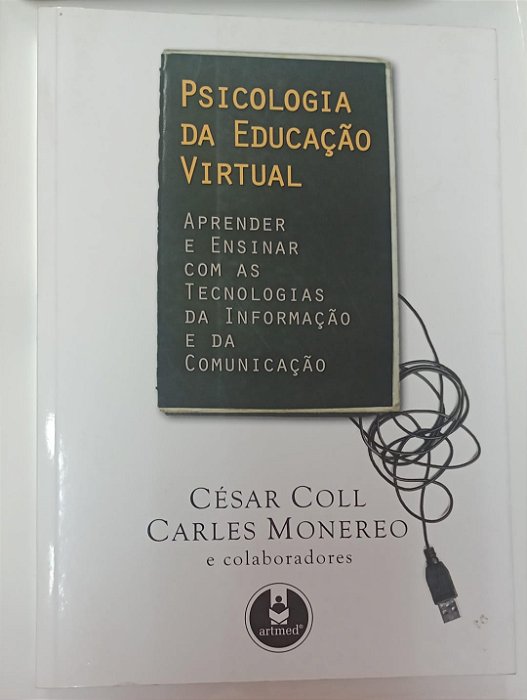 PSICOLOGIA
DA EDUCAÇÃO
VIRTUAL
APRENDER
E ENSINAR
COM AS
TECNOLOGIAS
DA INFORMAÇÃO
E DA
COMUNICAÇÃO
CÉSAR COLL
CARLES MONEREO
e colaboradores
artmed®